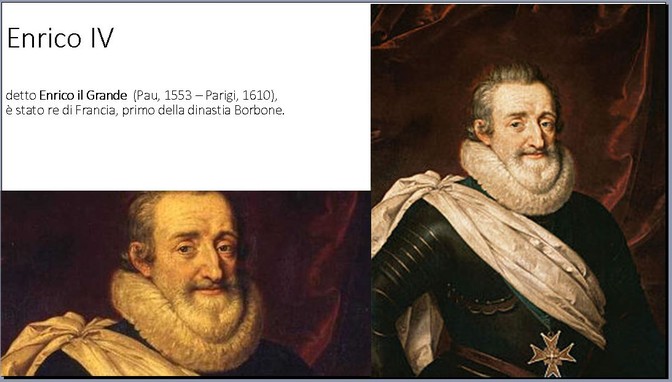 Enrico IV
detto Enrico il Grande (Pau, 1553 – Parigi, 1610),
è stato re di Francia, primo della dinastia Borbone.